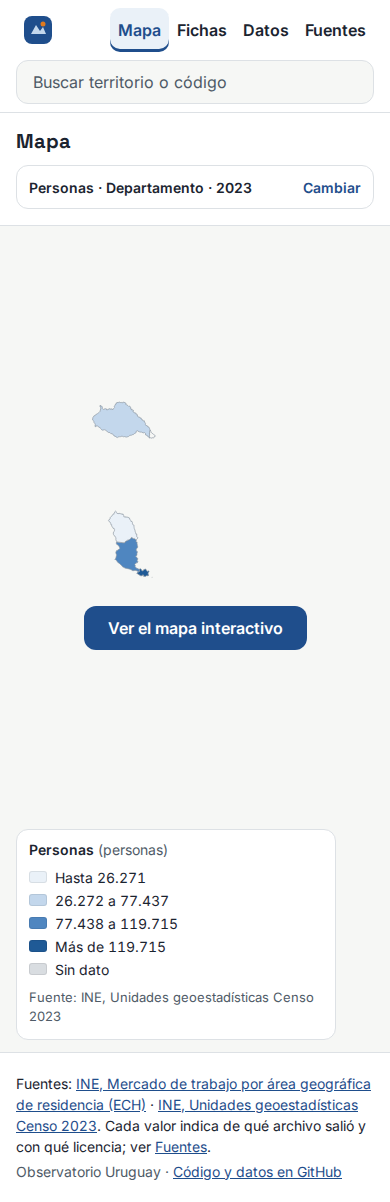 Mapa Fichas Datos Fuentes
Buscar territorio o código
Mapa
Personas · Departamento · 2023 Cambiar
Ver el mapa interactivo
Personas (personas)
Hasta 26.271
26.272 a 77.437
77.438 a 119.715
Más de 119.715
Sin dato
Fuente: INE, Unidades geoestadísticas Censo
2023
Fuentes: INE, Mercado de trabajo por área geográfica
de residencia (ECH) · INE, Unidades geoestadísticas
Censo 2023. Cada valor indica de qué archivo salió y
con qué licencia; ver Fuentes.
Observatorio Uruguay · Código y datos en GitHub